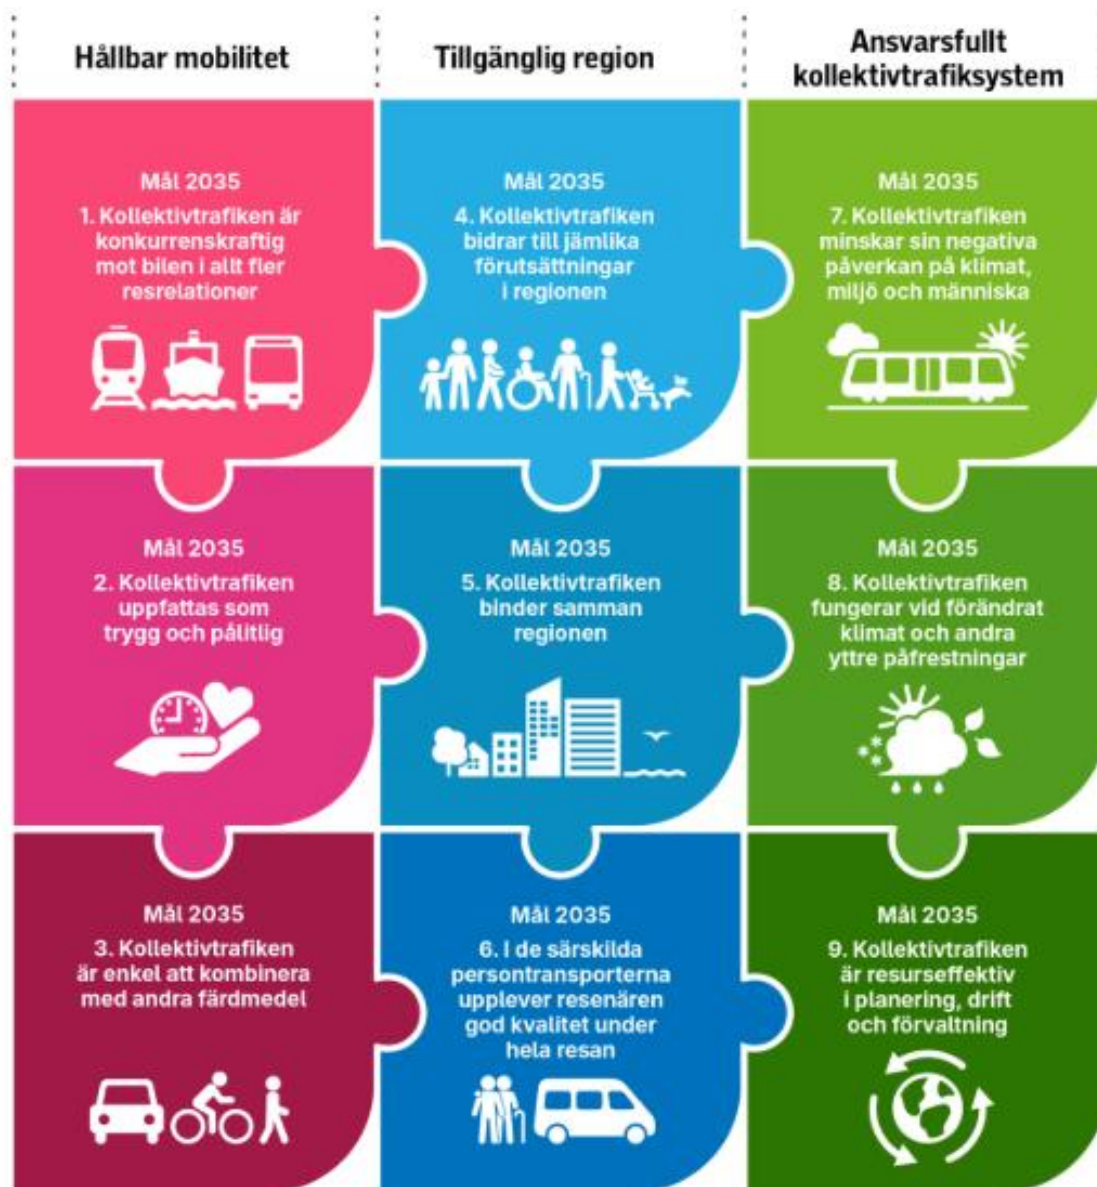 Hållbar mobilitet
Tillgänglig region
Ansvarsfullt
kollektivtrafiksystem
Mål 2035
1. Kollektivtrafiken är
konkurrenskraftig
mot bilen i allt fler
resrelationer
Mål 2035
4. Kollektivtrafiken
bidrar till jämlika
förutsättningar
i regionen
Mål 2035
7. Kollektivtrafiken
minskar sin negativa
påverkan på klimat,
miljö och människa
Mål 2035
2. Kollektivtrafiken
uppfattas som
trygg och pålitlig
Mål 2035
5. Kollektivtrafiken
binder samman
regionen
Mål 2035
8. Kollektivtrafiken
fungerar vid förändrat
klimat och andra
yttre påfrestningar
Mål 2035
3. Kollektivtrafiken
är enkel att kombinera
med andra färdmedel
Mål 2035
6. I de särskilda
persontransporterna
upplever resenären
god kvalitet under
hela resan
Mål 2035
9. Kollektivtrafiken
är resurseffektiv
i planering, drift
och förvaltning